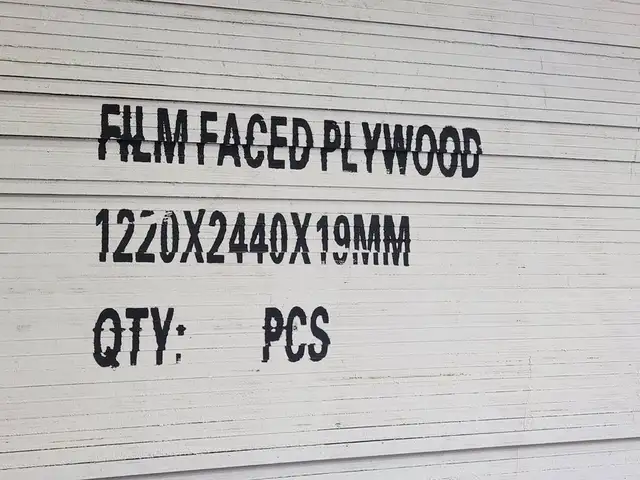 FILM FACED PLYWOOD
1220X2440X19MM
QTY: PCS